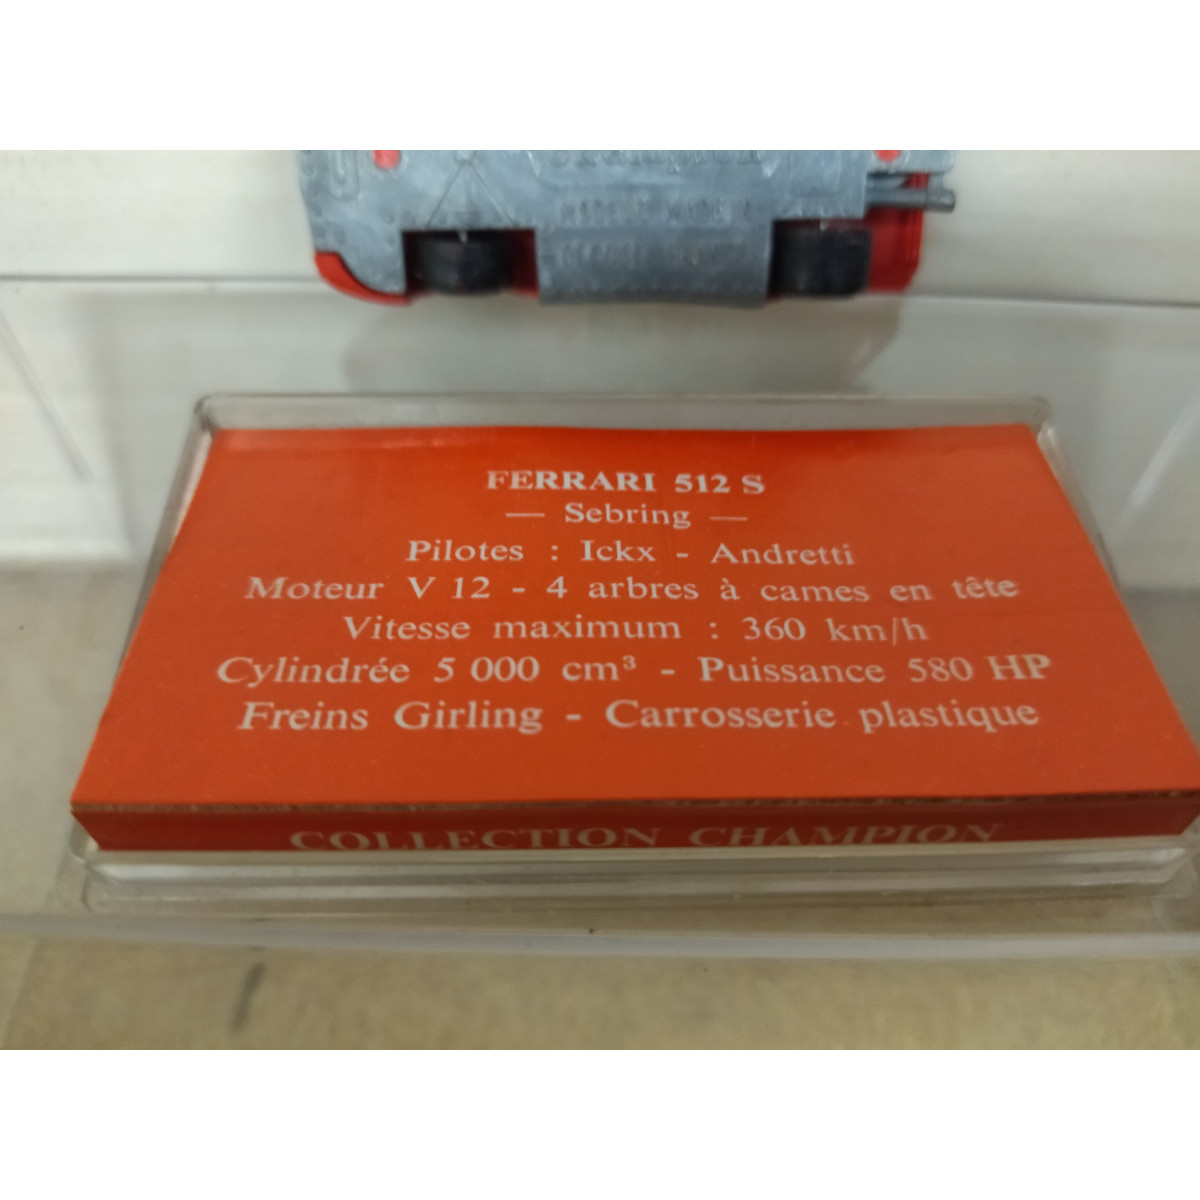 FERRARI 512 S
— Sebring —
Pilotes : Ickx - Andretti
Moteur V 12 - 4 arbres à cames en tête
Vitesse maximum : 360 km/h
Cylindrée 5 000 cm³ - Puissance 580 HP
Freins Girling - Carrosserie plastique
COLLECTION CHAMPION